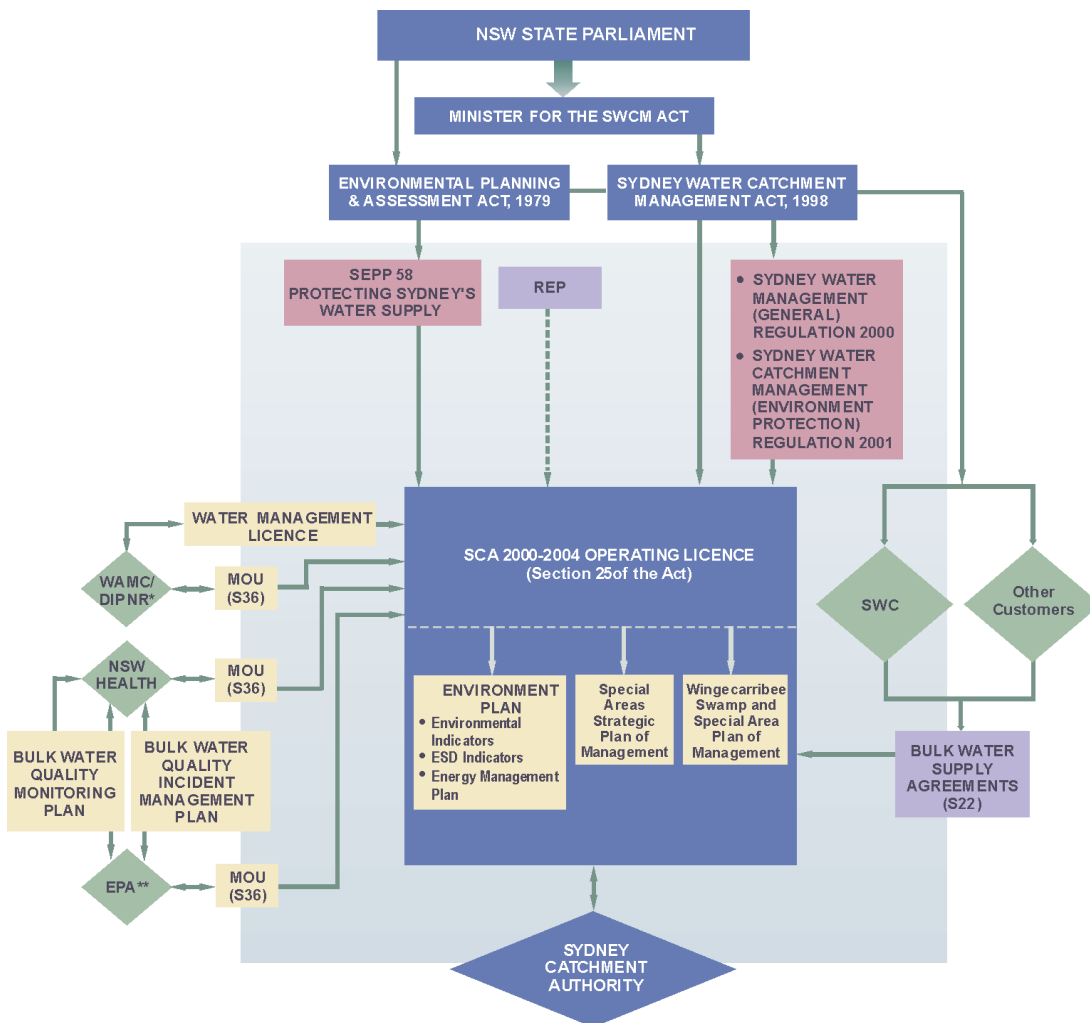 NSW STATE PARLIAMENT
MINISTER FOR THE SWCM ACT
ENVIRONMENTAL PLANNING
& ASSESSMENT ACT, 1979
SYDNEY WATER CATCHMENT
MANAGEMENT ACT, 1998
SEPP 58
PROTECTING SYDNEY'S
WATER SUPPLY
REP
• SYDNEY WATER
MANAGEMENT
(GENERAL)
REGULATION 2000
• SYDNEY WATER
CATCHMENT
MANAGEMENT
(ENVIRONMENT
PROTECTION)
REGULATION 2001
WATER MANAGEMENT
LICENCE
WAMC/
DIPNR*
MOU
(S36)
SCA 2000-2004 OPERATING LICENCE
(Section 25of the Act)
SWC
Other
Customers
NSW
HEALTH
MOU
(S36)
ENVIRONMENT
PLAN
• Environmental
Indicators
• ESD Indicators
• Energy Management
Plan
Special
Areas
Strategic
Plan of
Management
Wingecarribee
Swamp and
Special Area
Plan of
Management
BULK WATER
QUALITY
MONITORING
PLAN
BULK WATER
QUALITY
INCIDENT
MANAGEMENT
PLAN
BULK WATER
SUPPLY
AGREEMENTS
(S22)
EPA**
MOU
(S36)
SYDNEY
CATCHMENT
AUTHORITY